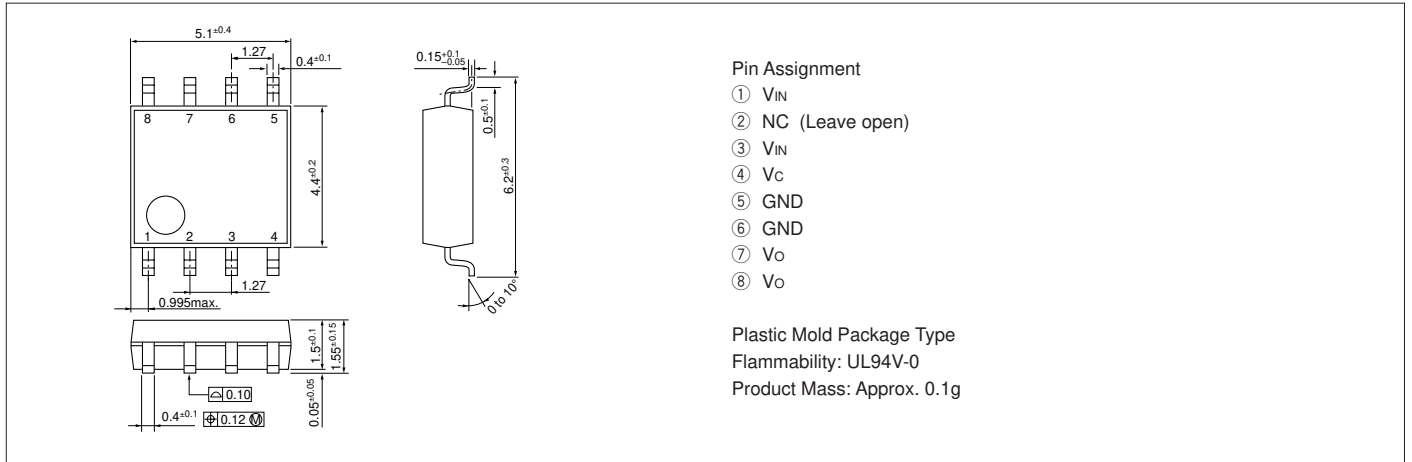 5.1±0.4
1.27
0.4±0.1
8 7 6 5
4.4±0.2
1 2 3 4
1.27
0.995max.
0.15+0.1−0.05
0.5±0.1
6.2±0.3
0 to 10°
1.5±0.1
1.55±0.15
0.05±0.05
0.10
0.4±0.1
0.12 Ⓜ
Pin Assignment
① VIN
② NC (Leave open)
③ VIN
④ VC
⑤ GND
⑥ GND
⑦ VO
⑧ VO
Plastic Mold Package Type
Flammability: UL94V-0
Product Mass: Approx. 0.1g